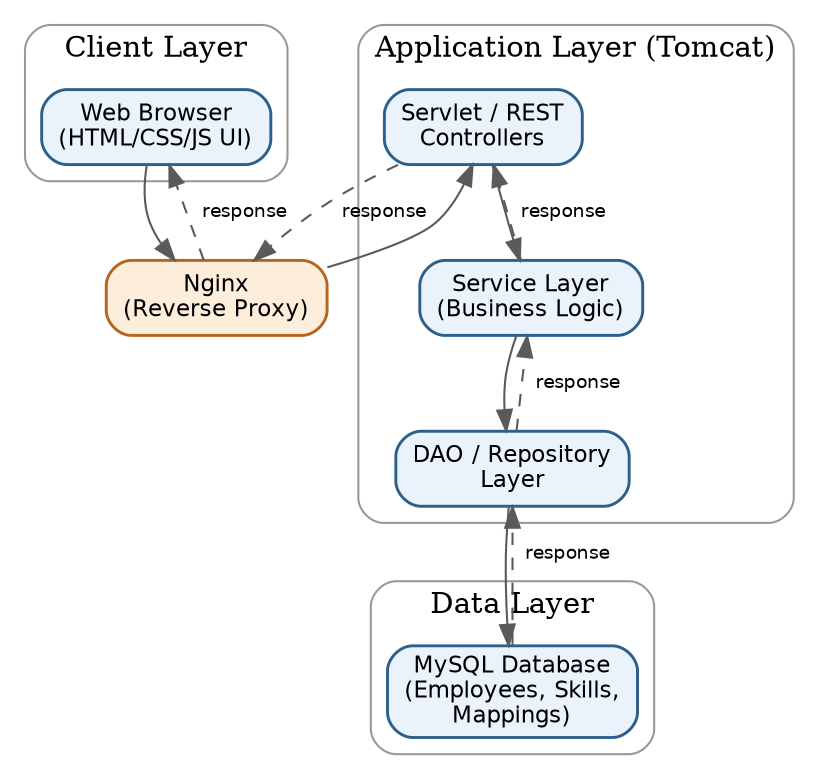 Client Layer
Application Layer (Tomcat)
Web Browser
(HTML/CSS/JS UI)
Servlet / REST
Controllers
response
response
response
Nginx
(Reverse Proxy)
Service Layer
(Business Logic)
response
DAO / Repository
Layer
response
Data Layer
MySQL Database
(Employees, Skills,
Mappings)